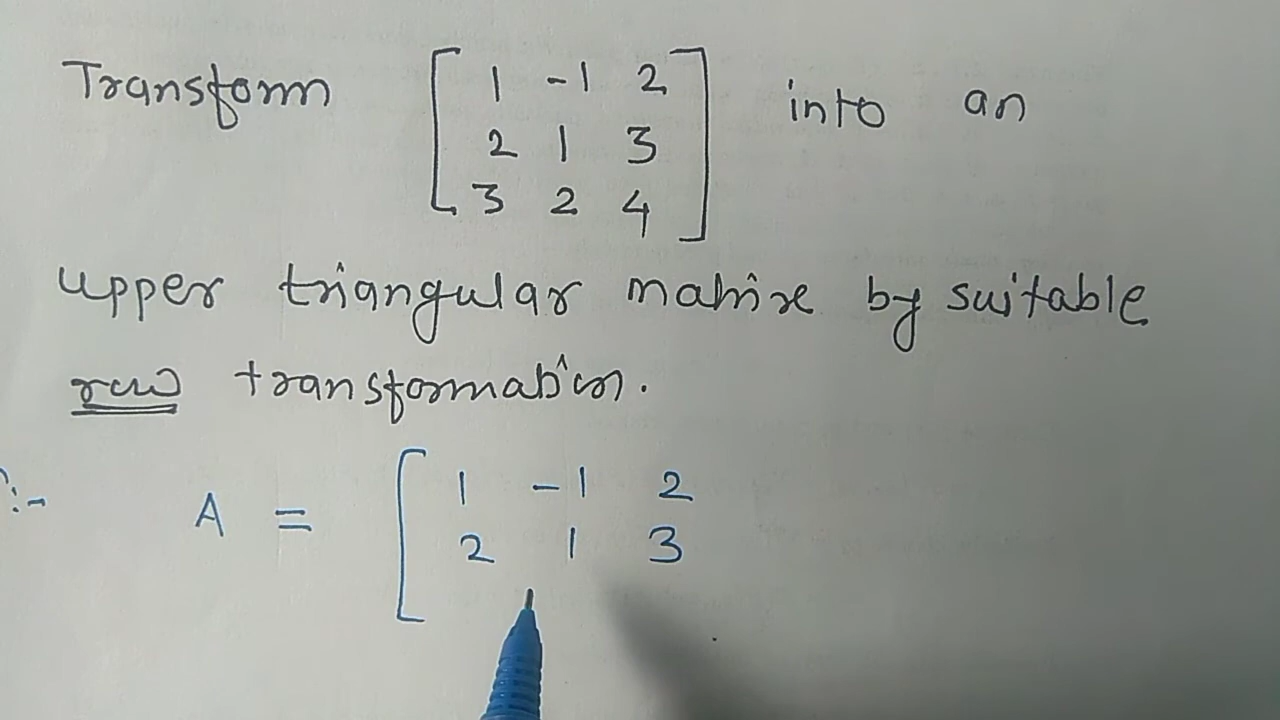 Transform [ 1 -1 2 ] into an
2 1 3
3 2 4
upper triangular matrix by suitable
row transformation.
:- A = [ 1 -1 2
2 1 3